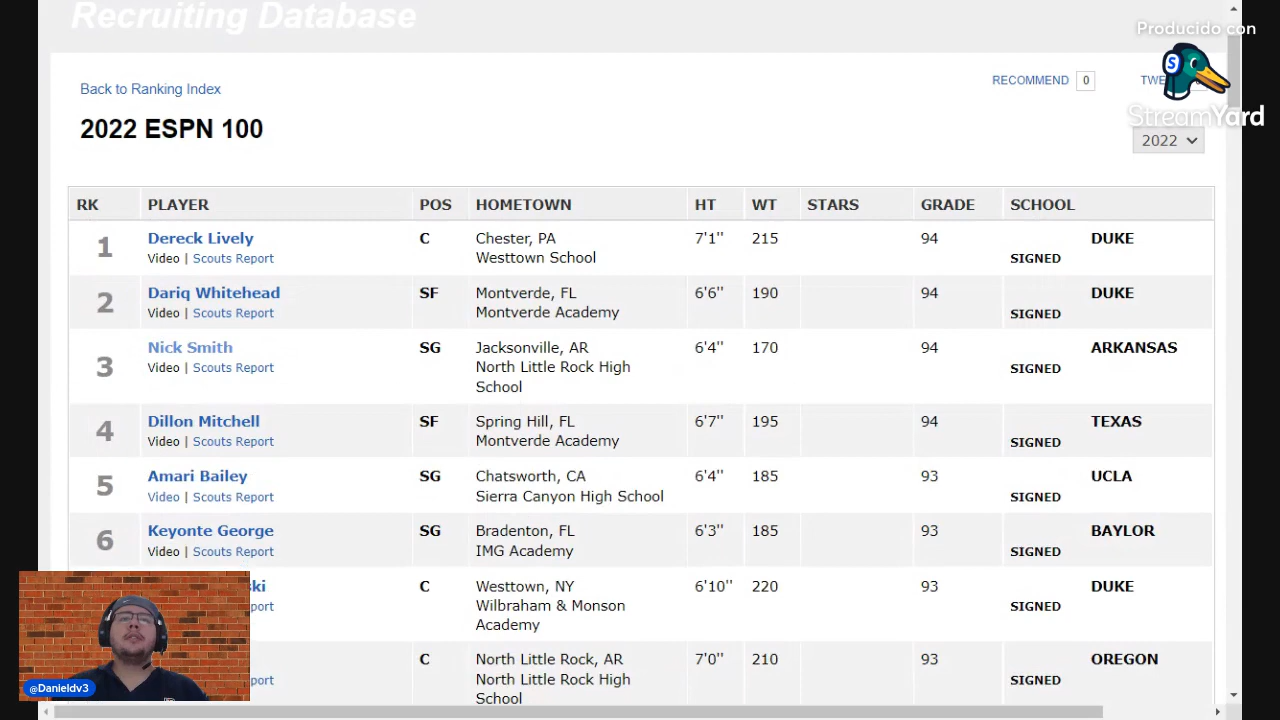 Recruiting Database
Producido con
StreamYard
Back to Ranking Index
RECOMMEND 0
2022 ESPN 100
2022
RK PLAYER POS HOMETOWN HT WT STARS GRADE SCHOOL
1 Dereck Lively C Chester, PA 7'1'' 215 94 DUKE
Video | Scouts Report Westtown School SIGNED
2 Dariq Whitehead SF Montverde, FL 6'6'' 190 94 DUKE
Video | Scouts Report Montverde Academy SIGNED
3 Nick Smith SG Jacksonville, AR 6'4'' 170 94 ARKANSAS
Video | Scouts Report North Little Rock High SIGNED
School
4 Dillon Mitchell SF Spring Hill, FL 6'7'' 195 94 TEXAS
Video | Scouts Report Montverde Academy SIGNED
5 Amari Bailey SG Chatsworth, CA 6'4'' 185 93 UCLA
Video | Scouts Report Sierra Canyon High School SIGNED
6 Keyonte George SG Bradenton, FL 6'3'' 185 93 BAYLOR
Video | Scouts Report IMG Academy SIGNED
ski C Westtown, NY 6'10'' 220 93 DUKE
port Wilbraham & Monson SIGNED
Academy
C North Little Rock, AR 7'0'' 210 93 OREGON
port North Little Rock High SIGNED
School
@Danieldv3